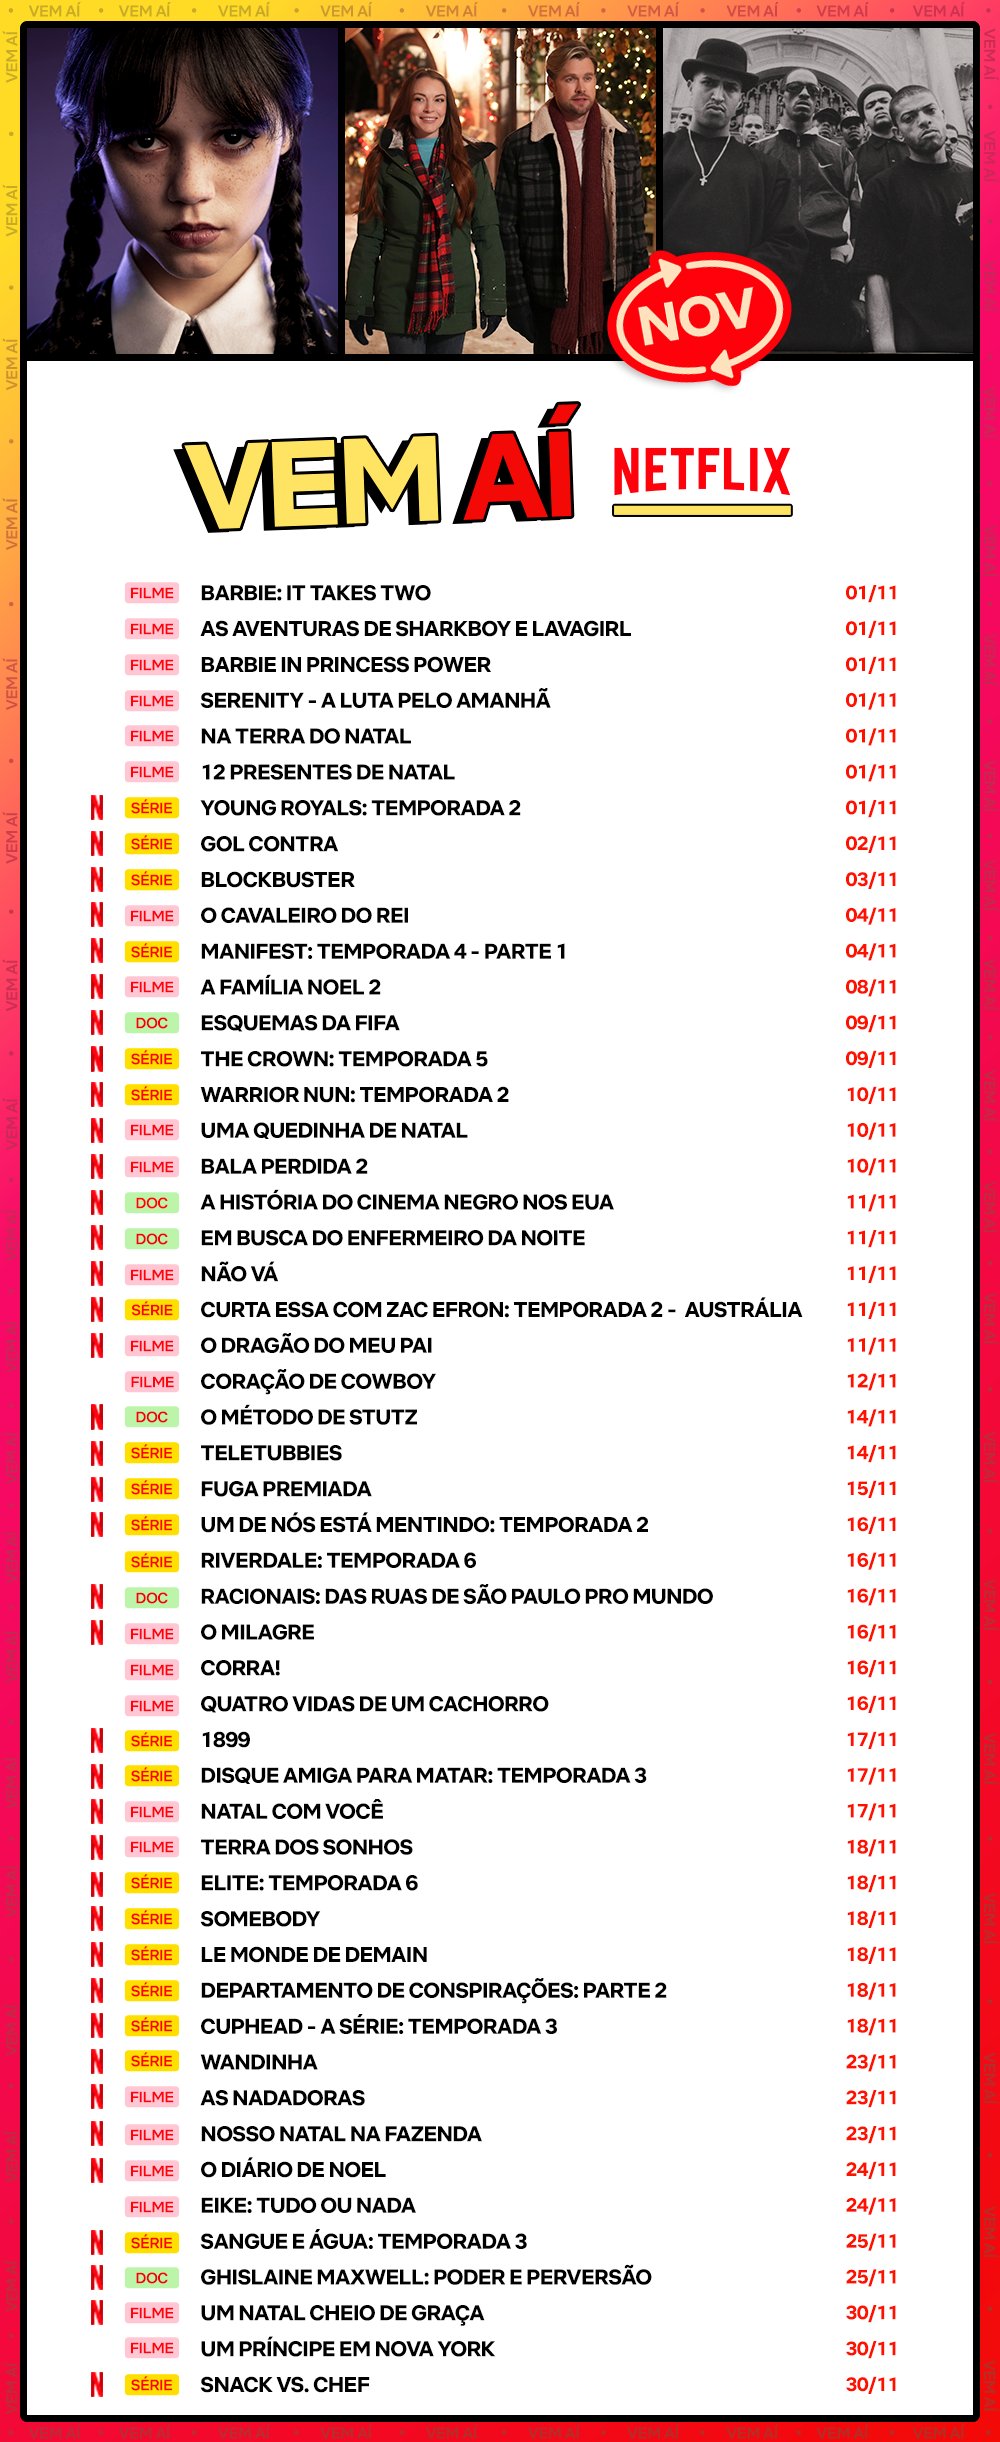 VEM AÍ • VEM AÍ • VEM AÍ • VEM AÍ • VEM AÍ • VEM AÍ • VEM AÍ • VEM AÍ • VEM AÍ • VEM AÍ
NOV
VEM AÍ NETFLIX
FILME BARBIE: IT TAKES TWO 01/11
FILME AS AVENTURAS DE SHARKBOY E LAVAGIRL 01/11
FILME BARBIE IN PRINCESS POWER 01/11
FILME SERENITY - A LUTA PELO AMANHÃ 01/11
FILME NA TERRA DO NATAL 01/11
FILME 12 PRESENTES DE NATAL 01/11
N SÉRIE YOUNG ROYALS: TEMPORADA 2 01/11
N SÉRIE GOL CONTRA 02/11
N SÉRIE BLOCKBUSTER 03/11
N FILME O CAVALEIRO DO REI 04/11
N SÉRIE MANIFEST: TEMPORADA 4 - PARTE 1 04/11
N FILME A FAMÍLIA NOEL 2 08/11
N DOC ESQUEMAS DA FIFA 09/11
N SÉRIE THE CROWN: TEMPORADA 5 09/11
N SÉRIE WARRIOR NUN: TEMPORADA 2 10/11
N FILME UMA QUEDINHA DE NATAL 10/11
N FILME BALA PERDIDA 2 10/11
N DOC A HISTÓRIA DO CINEMA NEGRO NOS EUA 11/11
N DOC EM BUSCA DO ENFERMEIRO DA NOITE 11/11
N FILME NÃO VÁ 11/11
N SÉRIE CURTA ESSA COM ZAC EFRON: TEMPORADA 2 - AUSTRÁLIA 11/11
N FILME O DRAGÃO DO MEU PAI 11/11
FILME CORAÇÃO DE COWBOY 12/11
N DOC O MÉTODO DE STUTZ 14/11
N SÉRIE TELETUBBIES 14/11
N SÉRIE FUGA PREMIADA 15/11
N SÉRIE UM DE NÓS ESTÁ MENTINDO: TEMPORADA 2 16/11
SÉRIE RIVERDALE: TEMPORADA 6 16/11
N DOC RACIONAIS: DAS RUAS DE SÃO PAULO PRO MUNDO 16/11
N FILME O MILAGRE 16/11
FILME CORRA! 16/11
FILME QUATRO VIDAS DE UM CACHORRO 16/11
N SÉRIE 1899 17/11
N SÉRIE DISQUE AMIGA PARA MATAR: TEMPORADA 3 17/11
N FILME NATAL COM VOCÊ 17/11
N FILME TERRA DOS SONHOS 18/11
N SÉRIE ELITE: TEMPORADA 6 18/11
N SÉRIE SOMEBODY 18/11
N SÉRIE LE MONDE DE DEMAIN 18/11
N SÉRIE DEPARTAMENTO DE CONSPIRAÇÕES: PARTE 2 18/11
N SÉRIE CUPHEAD - A SÉRIE: TEMPORADA 3 18/11
N SÉRIE WANDINHA 23/11
N FILME AS NADADORAS 23/11
N FILME NOSSO NATAL NA FAZENDA 23/11
N FILME O DIÁRIO DE NOEL 24/11
FILME EIKE: TUDO OU NADA 24/11
N SÉRIE SANGUE E ÁGUA: TEMPORADA 3 25/11
N DOC GHISLAINE MAXWELL: PODER E PERVERSÃO 25/11
N FILME UM NATAL CHEIO DE GRAÇA 30/11
FILME UM PRÍNCIPE EM NOVA YORK 30/11
N SÉRIE SNACK VS. CHEF 30/11